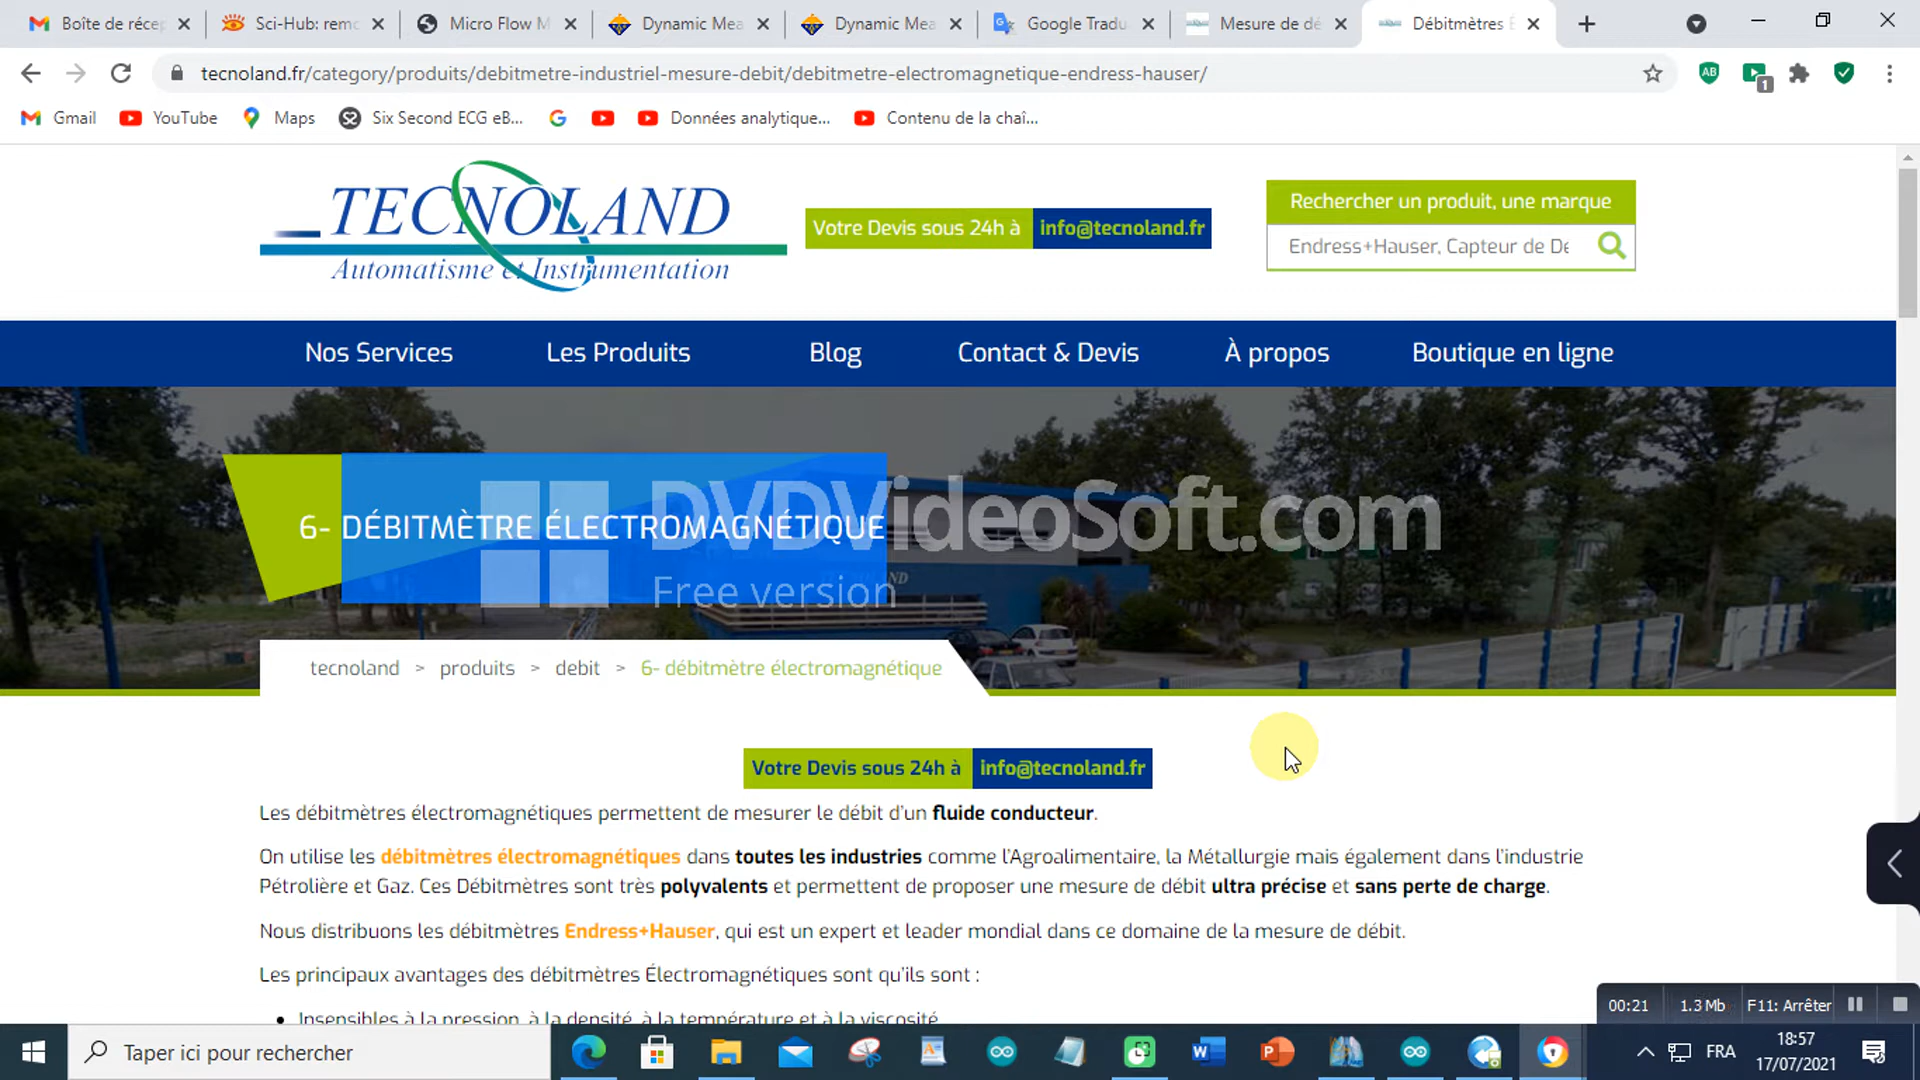 Boîte de récep
Sci-Hub: remo
Micro Flow M
Dynamic Mea
Dynamic Mea
Google Tradu
Mesure de dé
Débitmètres É
tecnoland.fr/category/produits/debitmetre-industriel-mesure-debit/debitmetre-electromagnetique-endress-hauser/
AB
1
Gmail
YouTube
Maps
Six Second ECG eB...
Données analytique...
Contenu de la chaî...
TECNOLAND
Automatisme et Instrumentation
Votre Devis sous 24h à info@tecnoland.fr
Rechercher un produit, une marque
Endress+Hauser, Capteur de De
Nos Services
Les Produits
Blog
Contact & Devis
À propos
Boutique en ligne
6- DÉBITMÈTRE ÉLECTROMAGNÉTIQUE
DVDVideoSoft.com
Free version
tecnoland > produits > debit > 6- débitmètre électromagnétique
Votre Devis sous 24h à info@tecnoland.fr
Les débitmètres électromagnétiques permettent de mesurer le débit d'un fluide conducteur.
On utilise les débitmètres électromagnétiques dans toutes les industries comme l'Agroalimentaire, la Métallurgie mais également dans l'industrie
Pétrolière et Gaz. Ces Débitmètres sont très polyvalents et permettent de proposer une mesure de débit ultra précise et sans perte de charge.
Nous distribuons les débitmètres Endress+Hauser, qui est un expert et leader mondial dans ce domaine de la mesure de débit.
Les principaux avantages des débitmètres Électromagnétiques sont qu'ils sont :
• Insensibles à la pression, à la densité, à la température et à la viscosité
00:21
1.3 Mb
F11: Arrêter
Taper ici pour rechercher
FRA
18:57
17/07/2021